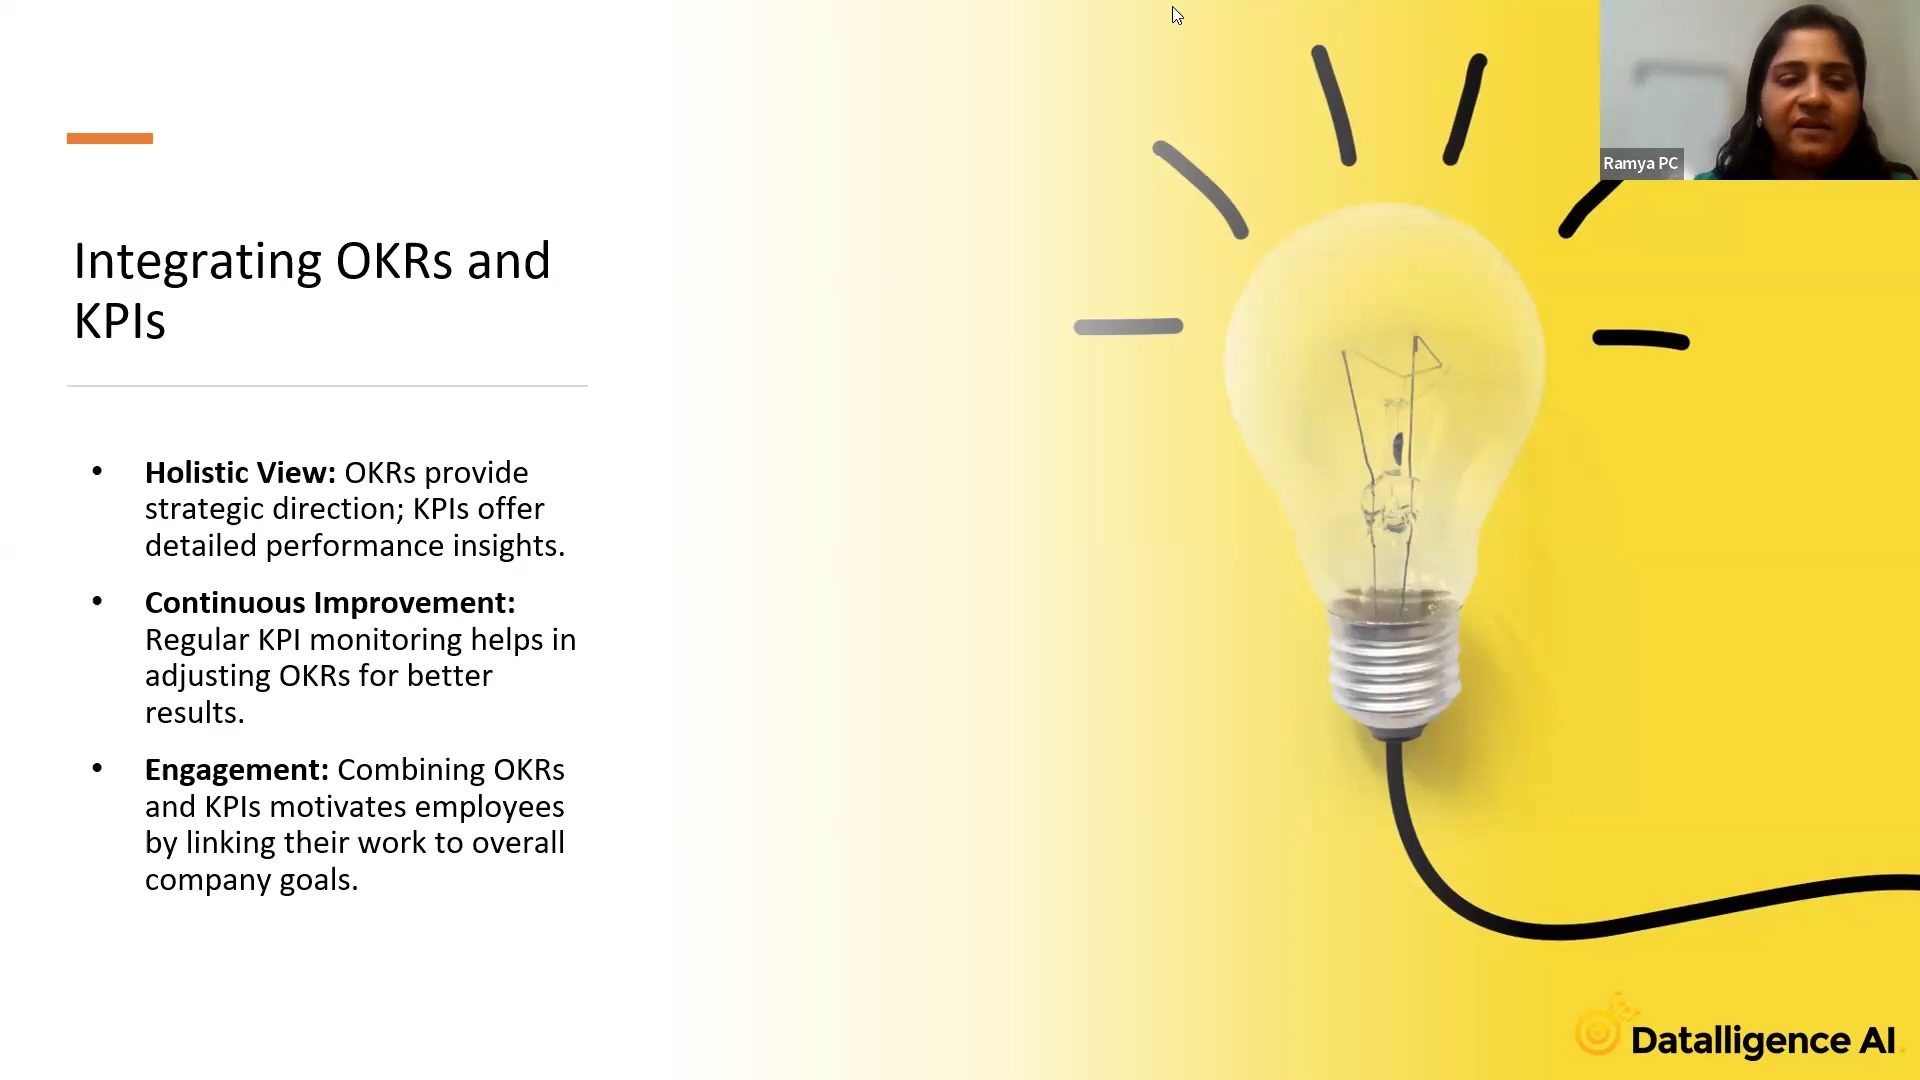 Ramya PC
Integrating OKRs and
KPIs
• Holistic View: OKRs provide
strategic direction; KPIs offer
detailed performance insights.
• Continuous Improvement:
Regular KPI monitoring helps in
adjusting OKRs for better
results.
• Engagement: Combining OKRs
and KPIs motivates employees
by linking their work to overall
company goals.
Datalligence AI